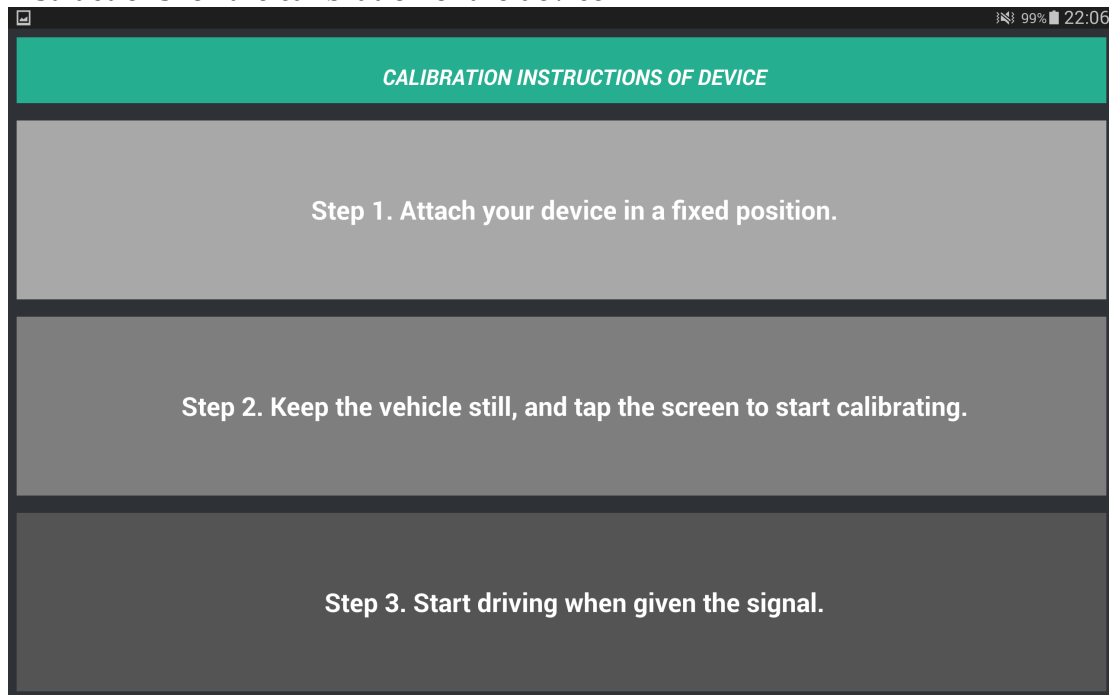 99% 22:06
CALIBRATION INSTRUCTIONS OF DEVICE
Step 1. Attach your device in a fixed position.
Step 2. Keep the vehicle still, and tap the screen to start calibrating.
Step 3. Start driving when given the signal.